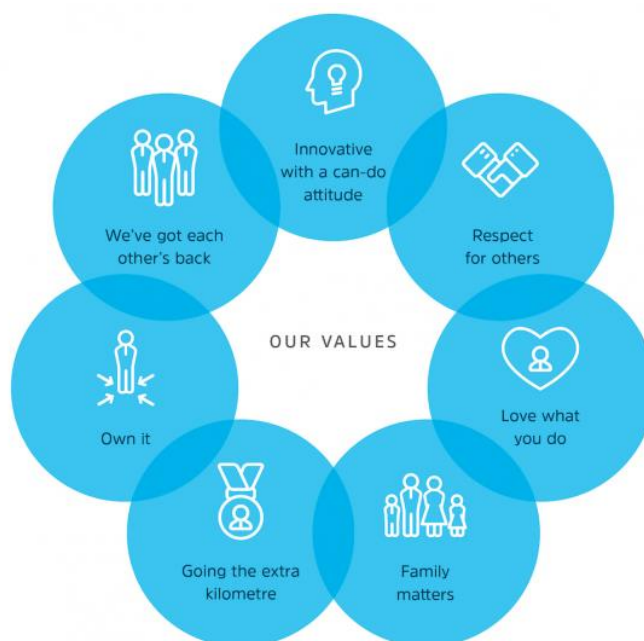 Innovative
with a can-do
attitude
We've got each
other's back
Respect
for others
OUR VALUES
Own it
Love what
you do
Going the extra
kilometre
Family
matters